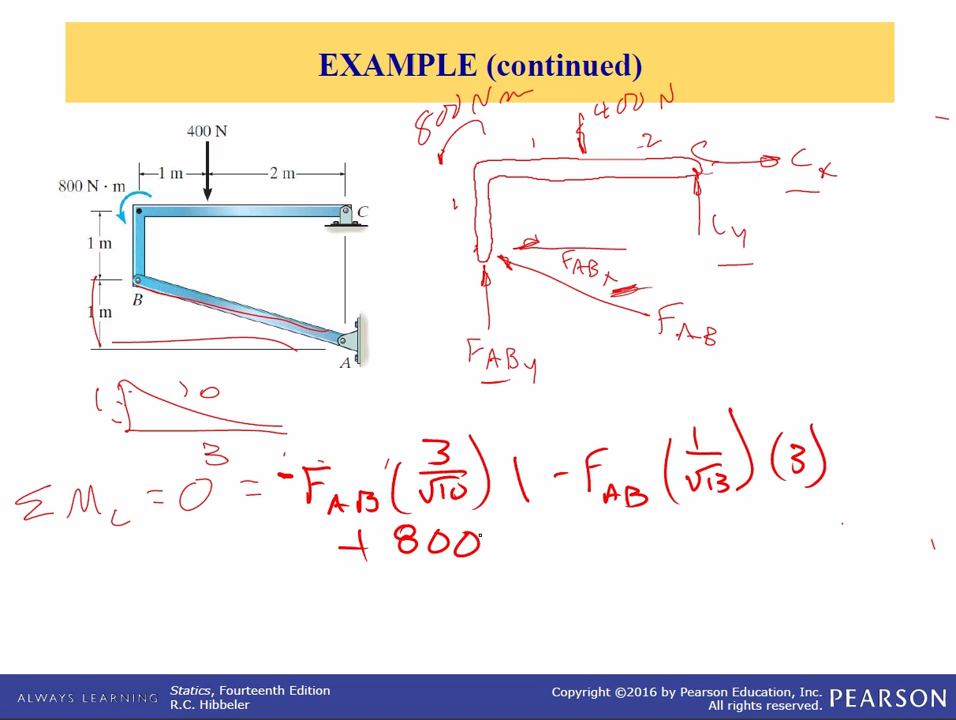 EXAMPLE (continued)
400 N
1 m
2 m
800 N · m
C
1 m
B
1 m
A
800 N m
400 N
1
2
C
Cx
Cy
1
FABx
FAB
FABy
1
√10
3
ΣMc = 0 = -FAB (3/√10) 1 - FAB (1/√13) (3)
+ 800
ALWAYS LEARNING
Statics, Fourteenth Edition
R.C. Hibbeler
Copyright ©2016 by Pearson Education, Inc.
All rights reserved.
PEARSON